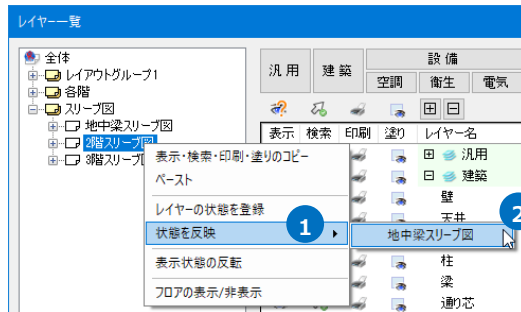 レイヤー一覧
全体
レイアウトグループ1
各階
スリーブ図
地中梁スリーブ図
2階スリーブ図
3階スリーブ
汎用
建築
設備
空調
衛生
電気
表示 検索 印刷 塗り レイヤー名
汎用
建築
壁
天井
柱
梁
通り芯
表示・検索・印刷・塗りのコピー
ペースト
レイヤーの状態を登録
状態を反映
1
表示状態の反転
フロアの表示/非表示
地中梁スリーブ図
2